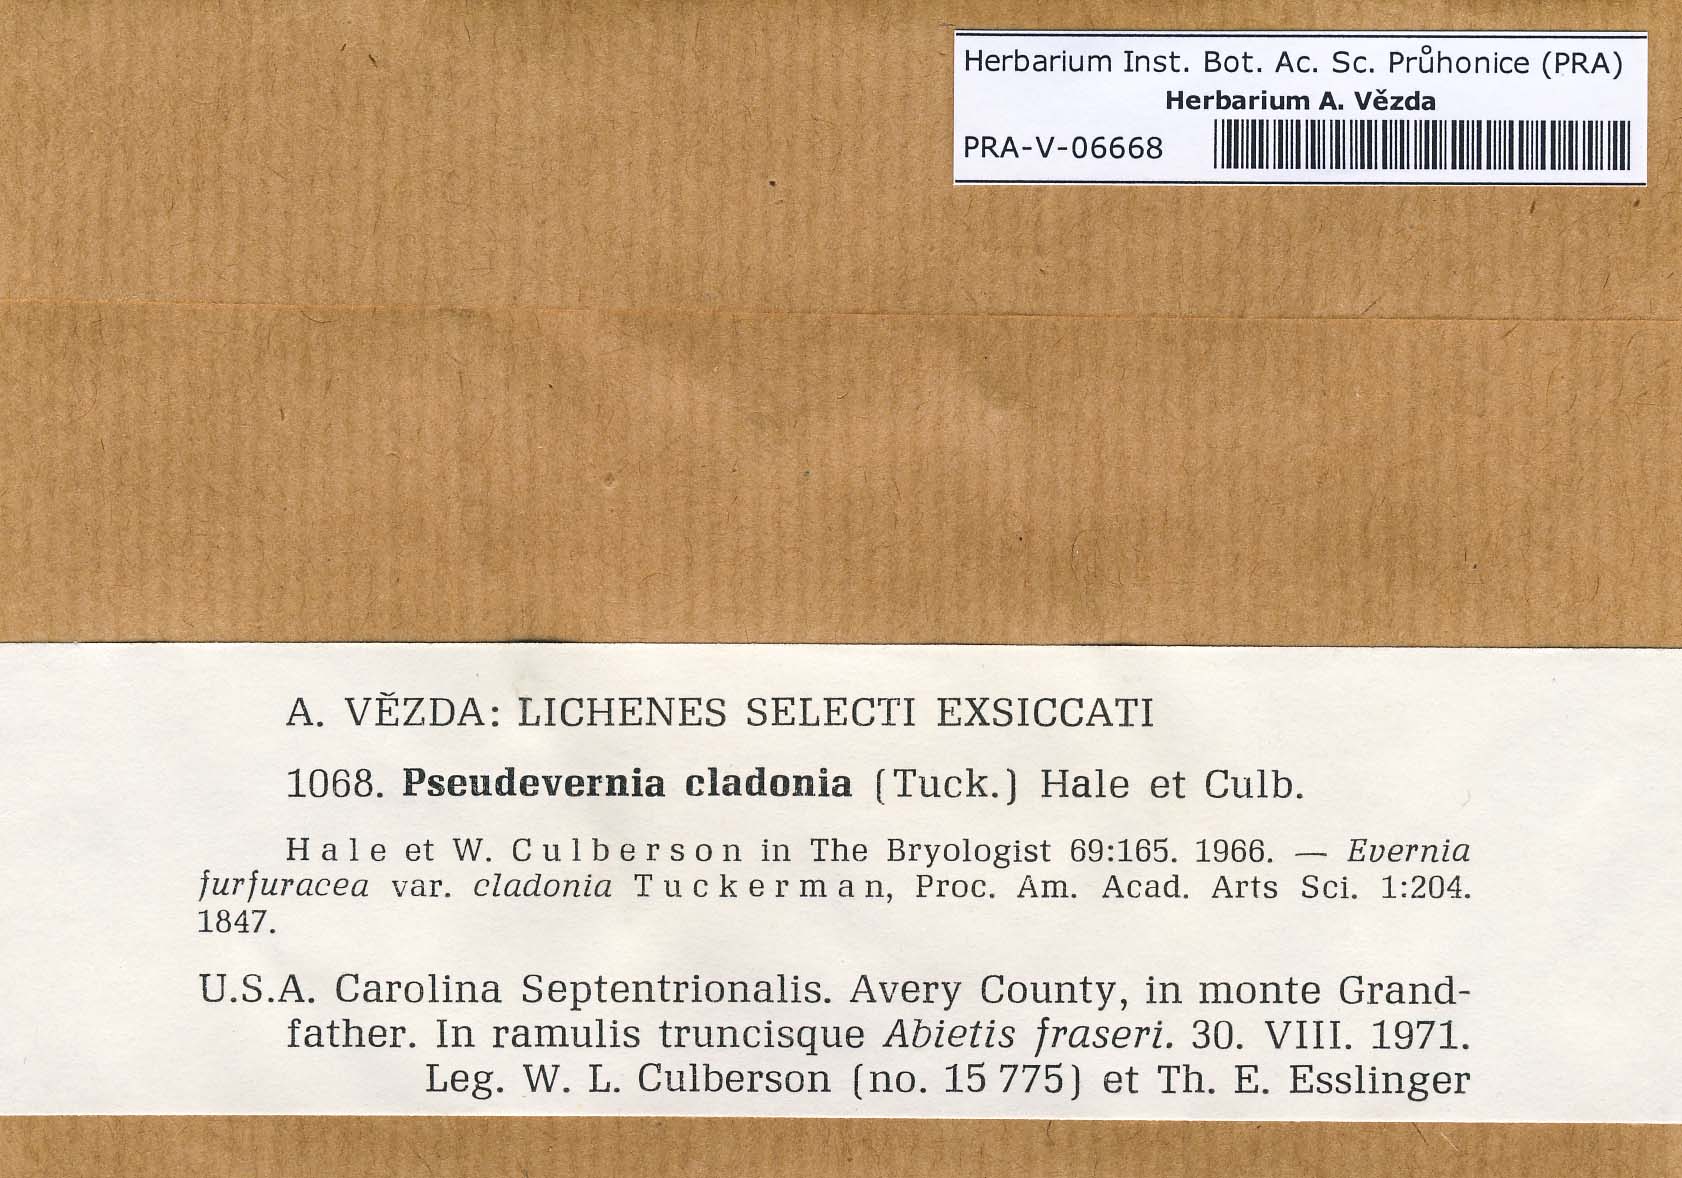 Herbarium Inst. Bot. Ac. Sc. Průhonice (PRA)
Herbarium A. Vězda
PRA-V-06668
A. VĚZDA: LICHENES SELECTI EXSICCATI
1068. Pseudevernia cladonia (Tuck.) Hale et Culb.
Hale et W. Culberson in The Bryologist 69:165. 1966. — Evernia
furfuracea var. cladonia Tuckerman, Proc. Am. Acad. Arts Sci. 1:204.
1847.
U.S.A. Carolina Septentrionalis. Avery County, in monte Grand-
father. In ramulis truncisque Abietis fraseri. 30. VIII. 1971.
Leg. W. L. Culberson (no. 15 775) et Th. E. Esslinger